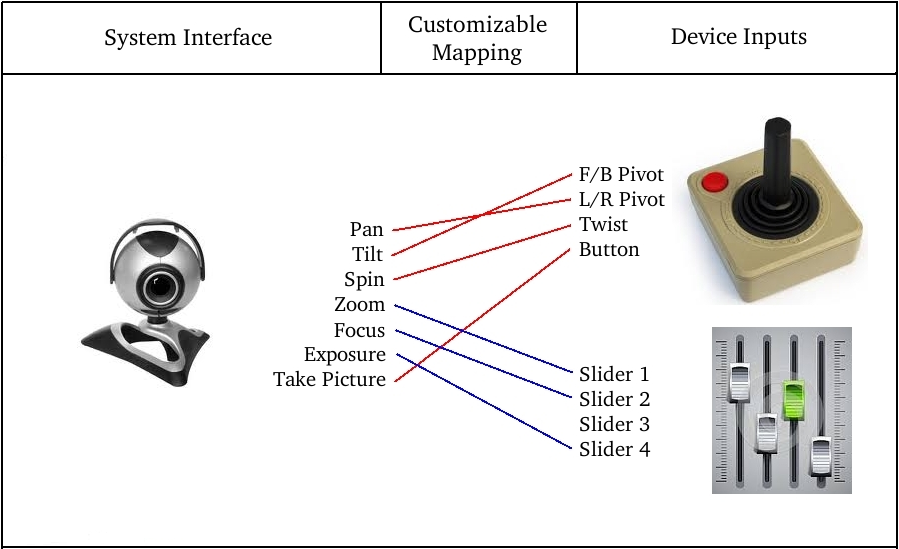 System Interface
Customizable
Mapping
Device Inputs
Pan
Tilt
Spin
Zoom
Focus
Exposure
Take Picture
F/B Pivot
L/R Pivot
Twist
Button
Slider 1
Slider 2
Slider 3
Slider 4